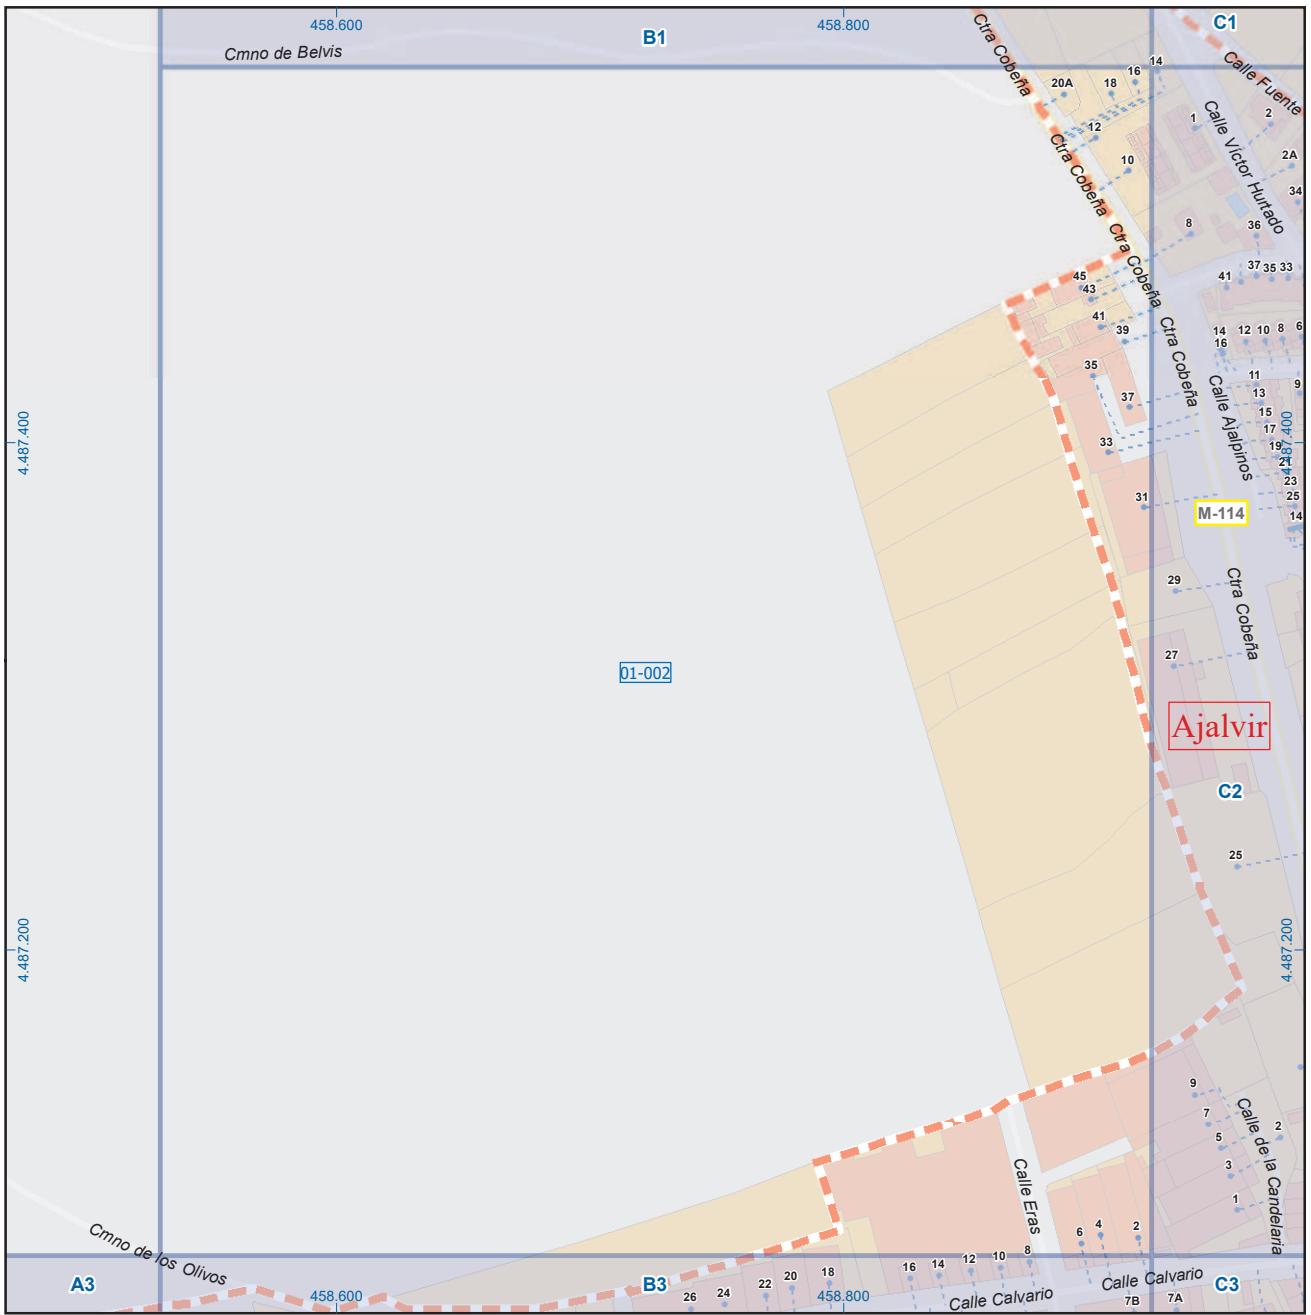 458.600
458.800
C1
B1
Cmno de Belvis
Ctra Cobeña
Calle Fuente
14
16
18
20A
12
10
1
2
2A
34
Calle Víctor Hurtado
Ctra Cobeña
8
36
Ctra Cobeña
45
43
41
39
41
37
35
33
14
16
12
10
8
6
Ctra Cobeña
35
37
33
11
13
9
15
17
19
21
23
25
14
Calle Ajalpinos
4.487.400
4.487.400
31
M-114
29
Ctra Cobeña
27
01-002
Ajalvir
C2
25
4.487.200
4.487.200
9
7
5
3
1
2
Calle de la Candelaria
Calle Eras
6
4
2
Cmno de los Olivos
8
10
12
14
16
18
20
22
24
26
A3
458.600
B3
458.800
Calle Calvario
Calle Calvario
7B
7A
C3